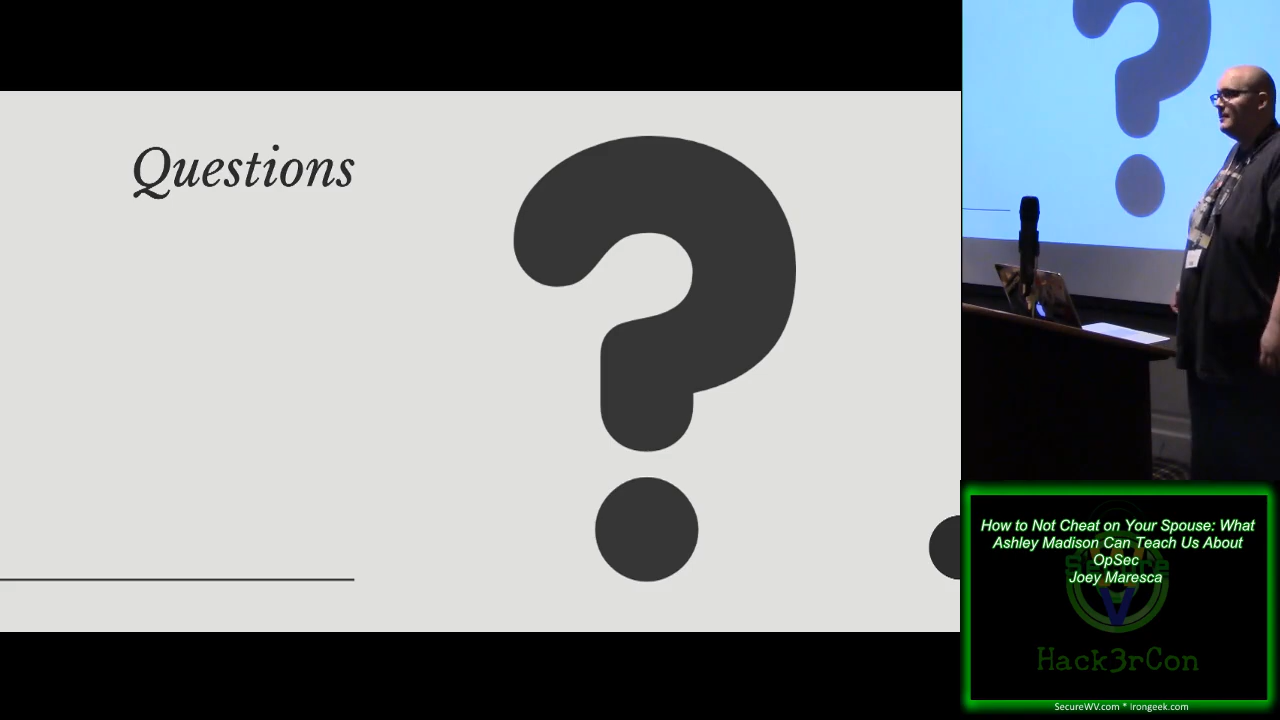 Questions
?
?
How to Not Cheat on Your Spouse: What
Ashley Madison Can Teach Us About
OpSec
Joey Maresca
Hack3rCon
SecureWV.com * Irongeek.com